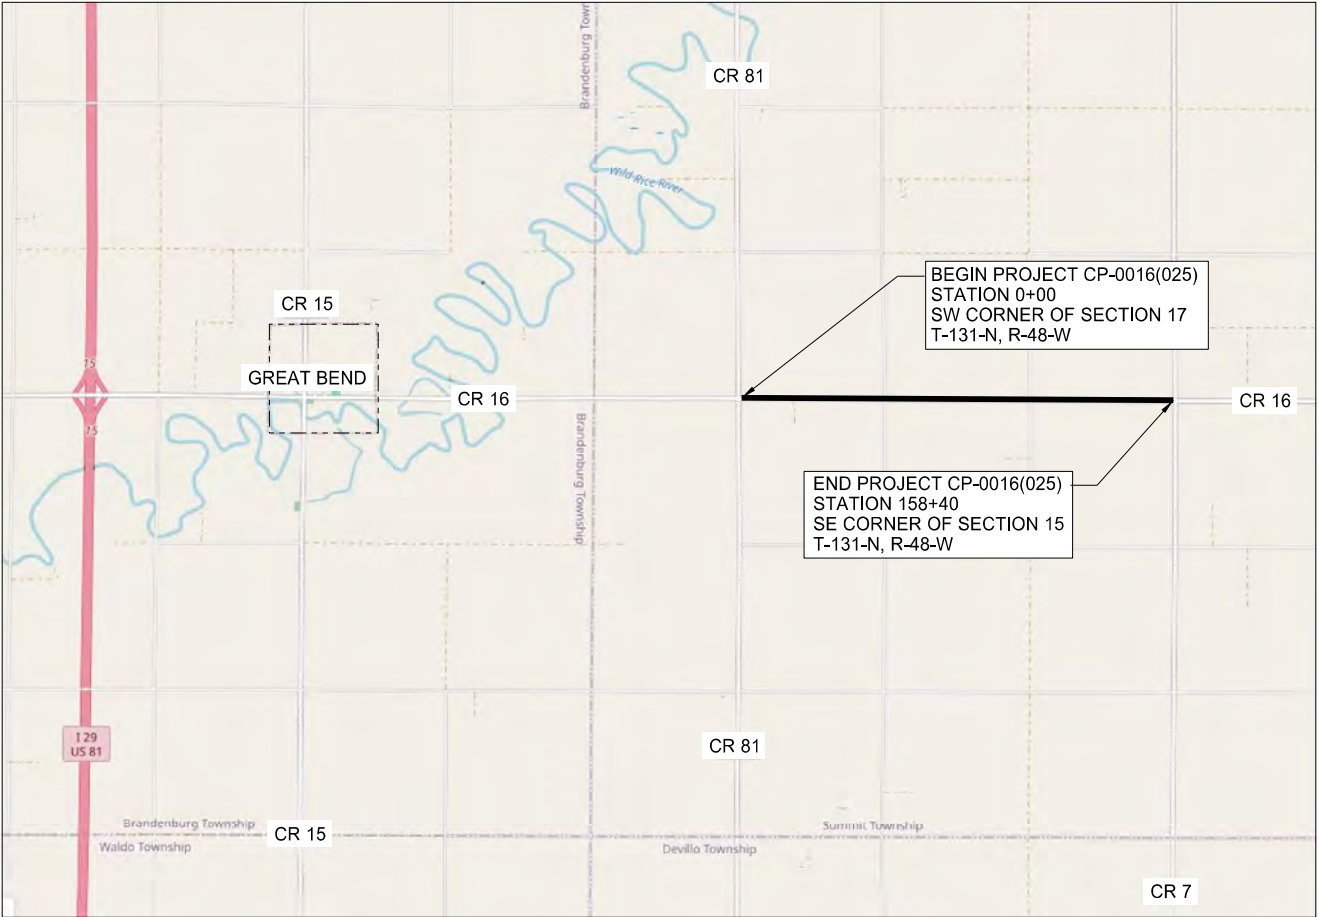 Brandenburg Town
CR 81
Wild Rice River
BEGIN PROJECT CP-0016(025)
STATION 0+00
SW CORNER OF SECTION 17
T-131-N, R-48-W
CR 15
15
GREAT BEND
CR 16
CR 16
15
Brandenburg Township
END PROJECT CP-0016(025)
STATION 158+40
SE CORNER OF SECTION 15
T-131-N, R-48-W
I 29
US 81
CR 81
Brandenburg Township
CR 15
Summit Township
Waldo Township
Devillo Township
CR 7